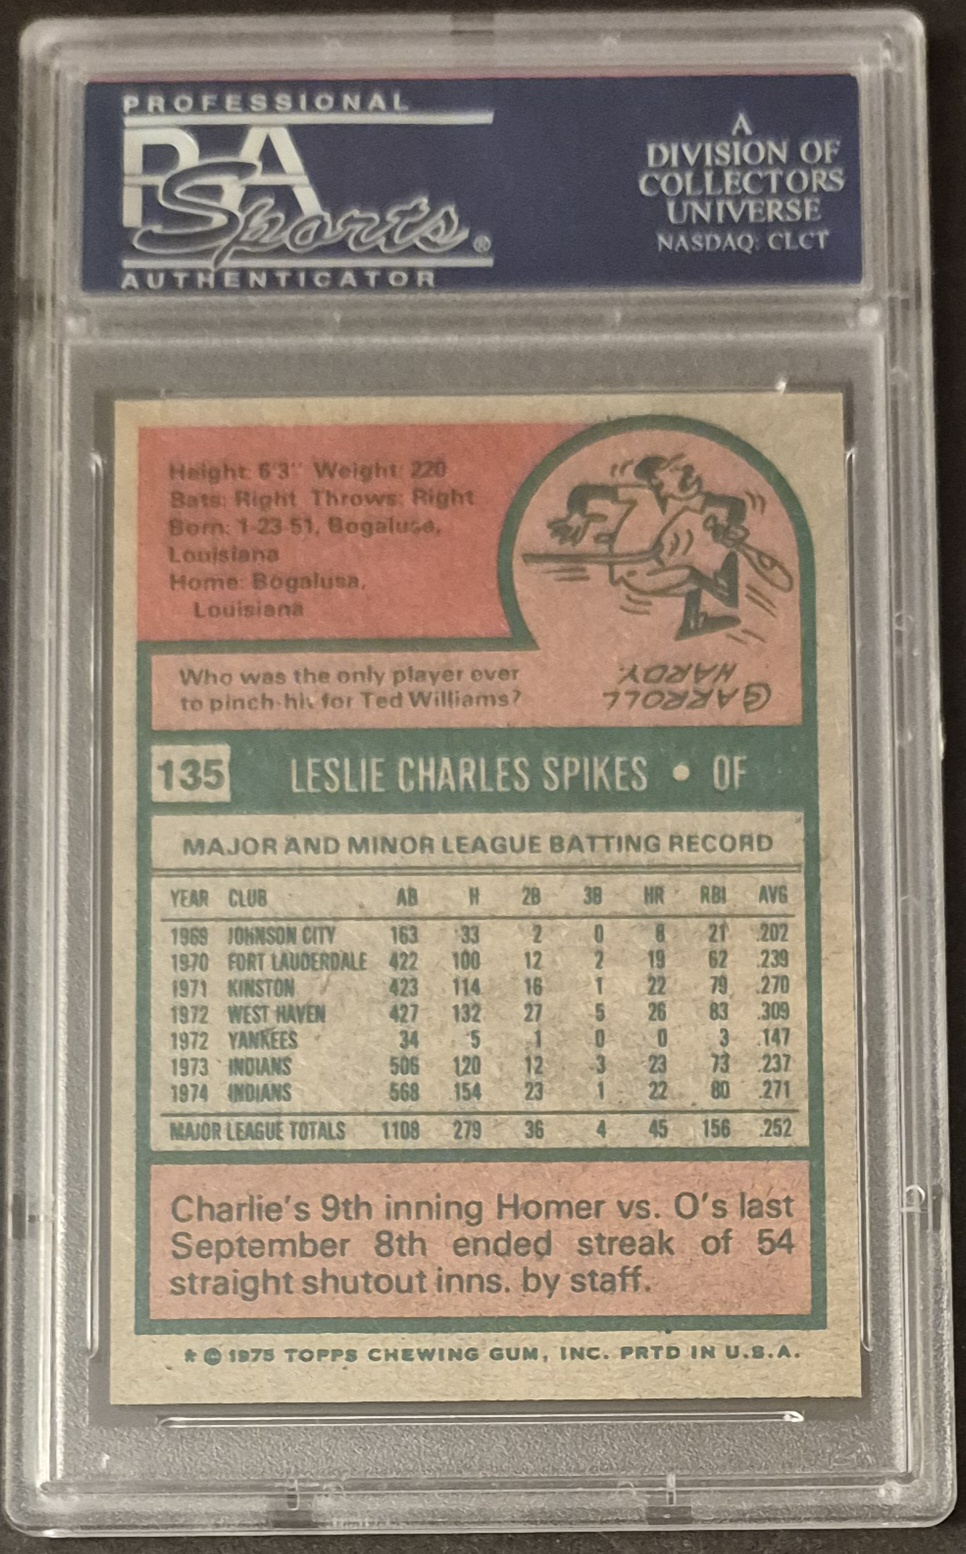 PROFESSIONAL
PSA
Sports®
AUTHENTICATOR
A
DIVISION OF
COLLECTORS
UNIVERSE
NASDAQ: CLCT
Height: 6'3" Weight: 220
Bats: Right Throws: Right
Born: 1-23-51, Bogalusa,
Louisiana
Home: Bogalusa,
Louisiana
Who was the only player ever
to pinch-hit for Ted Williams?
CARROLL
HARDY.
135 LESLIE CHARLES SPIKES • OF
MAJOR AND MINOR LEAGUE BATTING RECORD
YEAR CLUB AB H 2B 3B HR RBI AVG
1969 JOHNSON CITY 163 33 2 0 8 21 .202
1970 FORT LAUDERDALE 422 100 12 2 19 62 .239
1971 KINSTON 423 114 16 1 22 79 .270
1972 WEST HAVEN 427 132 27 5 26 83 .309
1972 YANKEES 34 5 1 0 0 3 .147
1973 INDIANS 506 120 12 3 23 73 .237
1974 INDIANS 568 154 23 1 22 80 .271
MAJOR LEAGUE TOTALS 1108 279 36 4 45 156 .252
Charlie's 9th inning Homer vs. O's last
September 8th ended streak of 54
straight shutout inns. by staff.
* © 1975 TOPPS CHEWING GUM, INC. PRTD IN U.S.A.